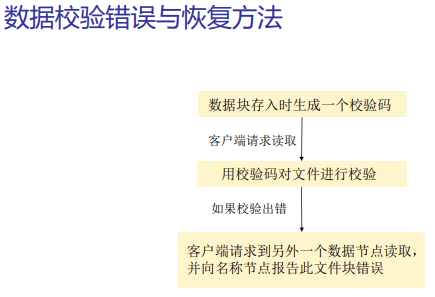 数据校验错误与恢复方法
数据块存入时生成一个校验码
客户端请求读取
用校验码对文件进行校验
如果校验出错
客户端请求到另外一个数据节点读取，
并向名称节点报告此文件块错误